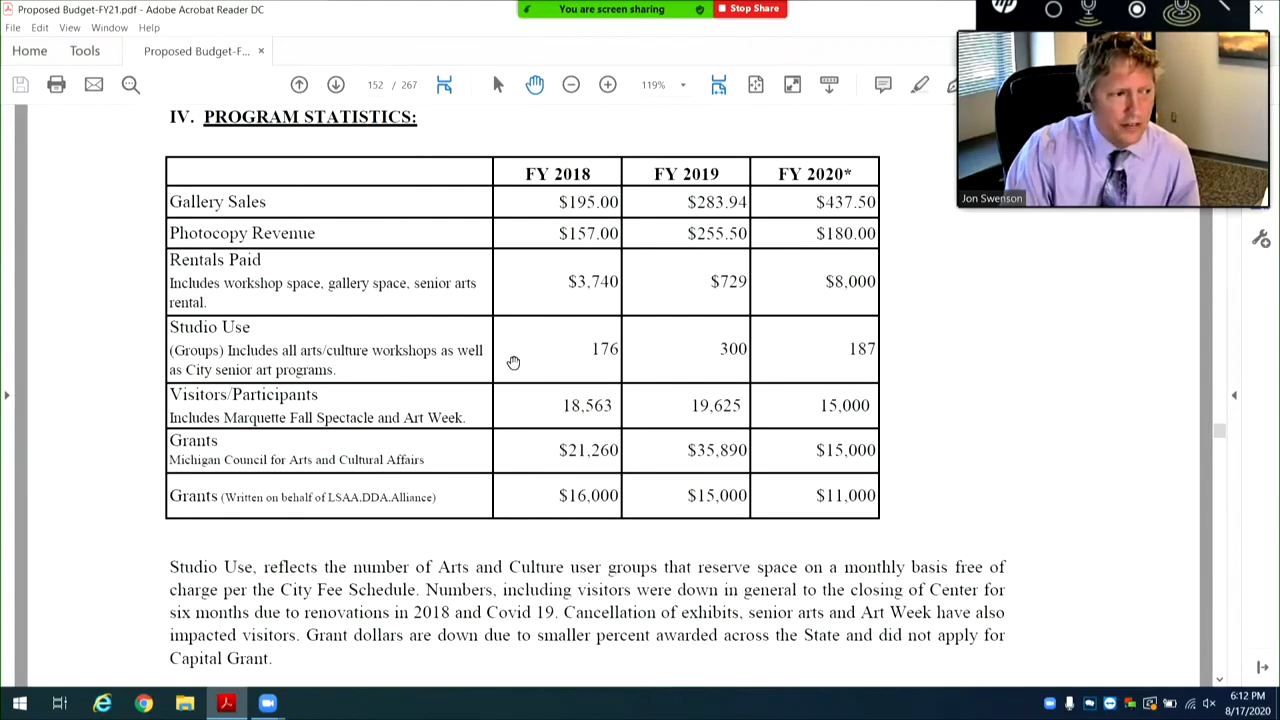 Proposed Budget-FY21.pdf - Adobe Acrobat Reader DC
You are screen sharing
Stop Share
File Edit View Window Help
Home Tools Proposed Budget-F... ×
152 / 267
119%
Jon Swenson
IV. PROGRAM STATISTICS:
FY 2018 FY 2019 FY 2020*
Gallery Sales $195.00 $283.94 $437.50
Photocopy Revenue $157.00 $255.50 $180.00
Rentals Paid
Includes workshop space, gallery space, senior arts
rental.
$3,740 $729 $8,000
Studio Use
(Groups) Includes all arts/culture workshops as well
as City senior art programs.
176 300 187
Visitors/Participants
Includes Marquette Fall Spectacle and Art Week.
18,563 19,625 15,000
Grants
Michigan Council for Arts and Cultural Affairs
$21,260 $35,890 $15,000
Grants (Written on behalf of LSAA,DDA,Alliance) $16,000 $15,000 $11,000
Studio Use, reflects the number of Arts and Culture user groups that reserve space on a monthly basis free of
charge per the City Fee Schedule. Numbers, including visitors were down in general to the closing of Center for
six months due to renovations in 2018 and Covid 19. Cancellation of exhibits, senior arts and Art Week have also
impacted visitors. Grant dollars are down due to smaller percent awarded across the State and did not apply for
Capital Grant.
6:12 PM
8/17/2020